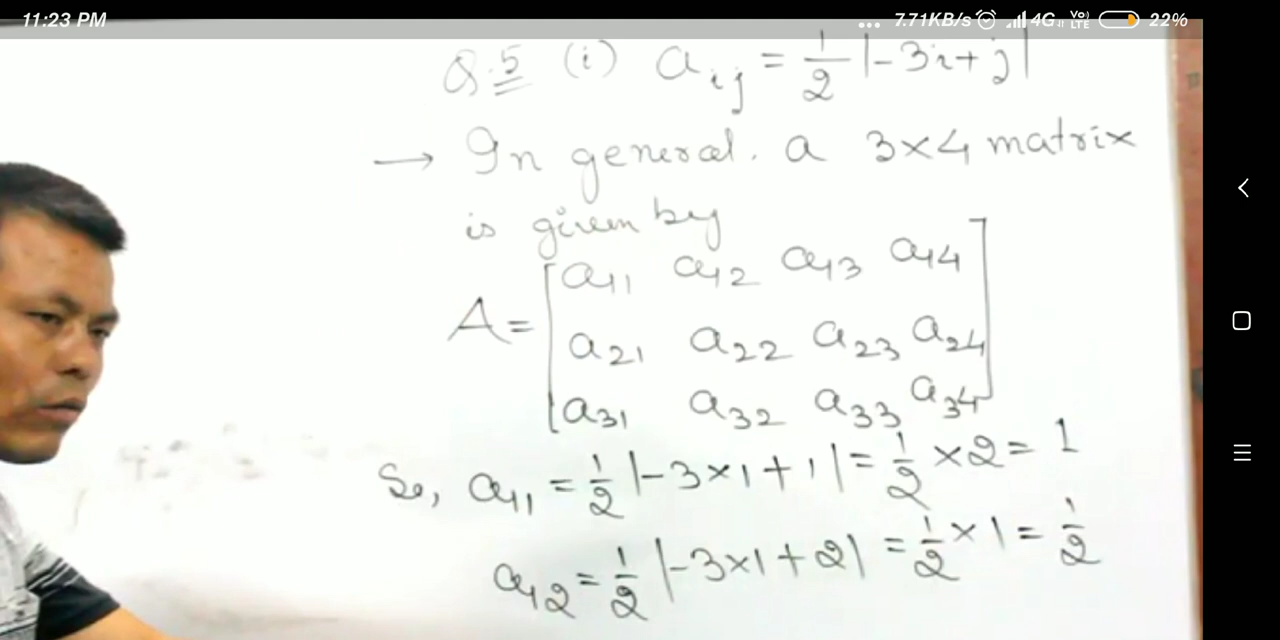 11:23 PM ... 7.71KB/s 4G Vo) LTE 22%
Q.5 (i) aᵢⱼ = 1/2 |-3i+j|
→ In general. a 3×4 matrix
is given by
A = [a₁₁ a₁₂ a₁₃ a₁₄
a₂₁ a₂₂ a₂₃ a₂₄
a₃₁ a₃₂ a₃₃ a₃₄]
So, a₁₁ = 1/2 |-3×1+1| = 1/2 ×2 = 1
a₁₂ = 1/2 |-3×1+2| = 1/2 ×1 = 1/2